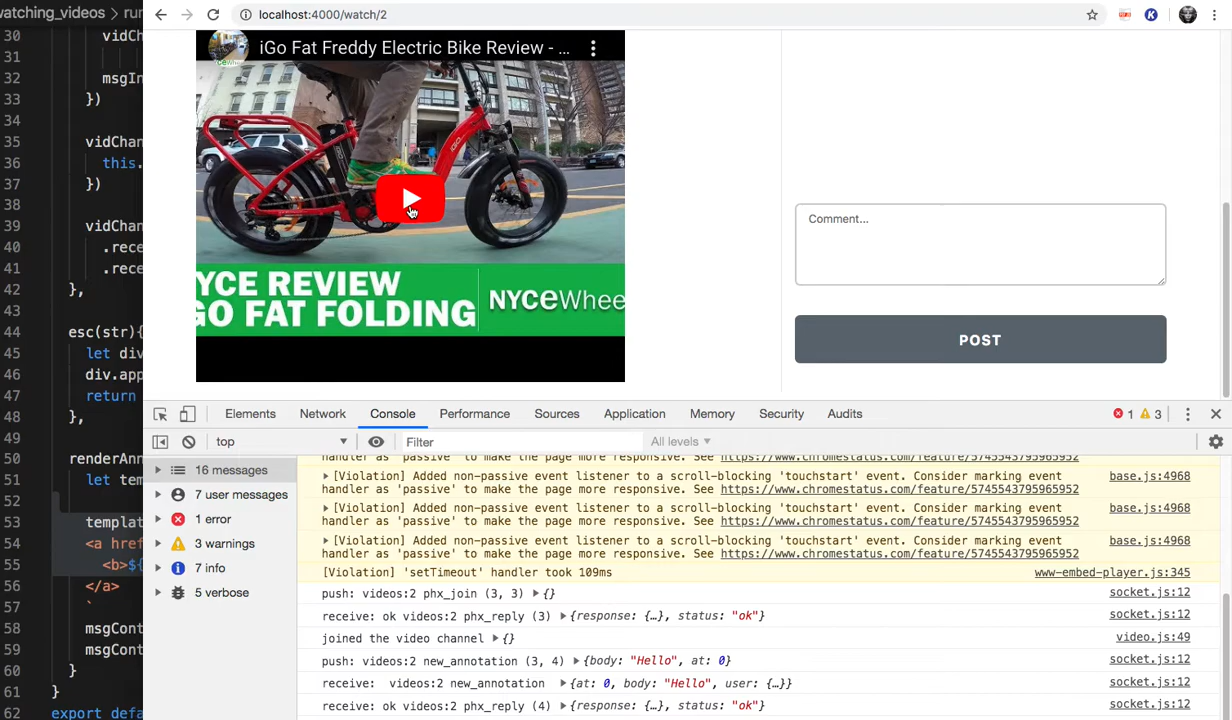 watching_videos
localhost:4000/watch/2
30 vidCh
31
32 msgIn
33 })
34
35 vidChan
36 this.
37 })
38
39 vidChan
40 .rece
41 .rece
42 },
43
44 esc(str){
45 let div
46 div.app
47 return
48 },
49
50 renderAnn
51 let tem
52
53 templat
54 <a href
55 <b>${
56 </a>
57 `
58 msgCont
59 msgCont
60 }
61 }
62 export defa
iGo Fat Freddy Electric Bike Review - ...
iGO
NYCE REVIEW
GO FAT FOLDING
NYCEWhee
Comment...
POST
Elements Network Console Performance Sources Application Memory Security Audits 1 3
top Filter All levels
16 messages
7 user messages
1 error
3 warnings
7 info
5 verbose
handler as 'passive' to make the page more responsive. See https://www.chromestatus.com/feature/5745543795965952
[Violation] Added non-passive event listener to a scroll-blocking 'touchstart' event. Consider marking event base.js:4968
handler as 'passive' to make the page more responsive. See https://www.chromestatus.com/feature/5745543795965952
[Violation] Added non-passive event listener to a scroll-blocking 'touchstart' event. Consider marking event base.js:4968
handler as 'passive' to make the page more responsive. See https://www.chromestatus.com/feature/5745543795965952
[Violation] Added non-passive event listener to a scroll-blocking 'touchstart' event. Consider marking event base.js:4968
handler as 'passive' to make the page more responsive. See https://www.chromestatus.com/feature/5745543795965952
[Violation] 'setTimeout' handler took 109ms www-embed-player.js:345
push: videos:2 phx_join (3, 3) {} socket.js:12
receive: ok videos:2 phx_reply (3) {response: {…}, status: "ok"} socket.js:12
joined the video channel {} video.js:49
push: videos:2 new_annotation (3, 4) {body: "Hello", at: 0} socket.js:12
receive: videos:2 new_annotation {at: 0, body: "Hello", user: {…}} socket.js:12
receive: ok videos:2 phx_reply (4) {response: {…}, status: "ok"} socket.js:12